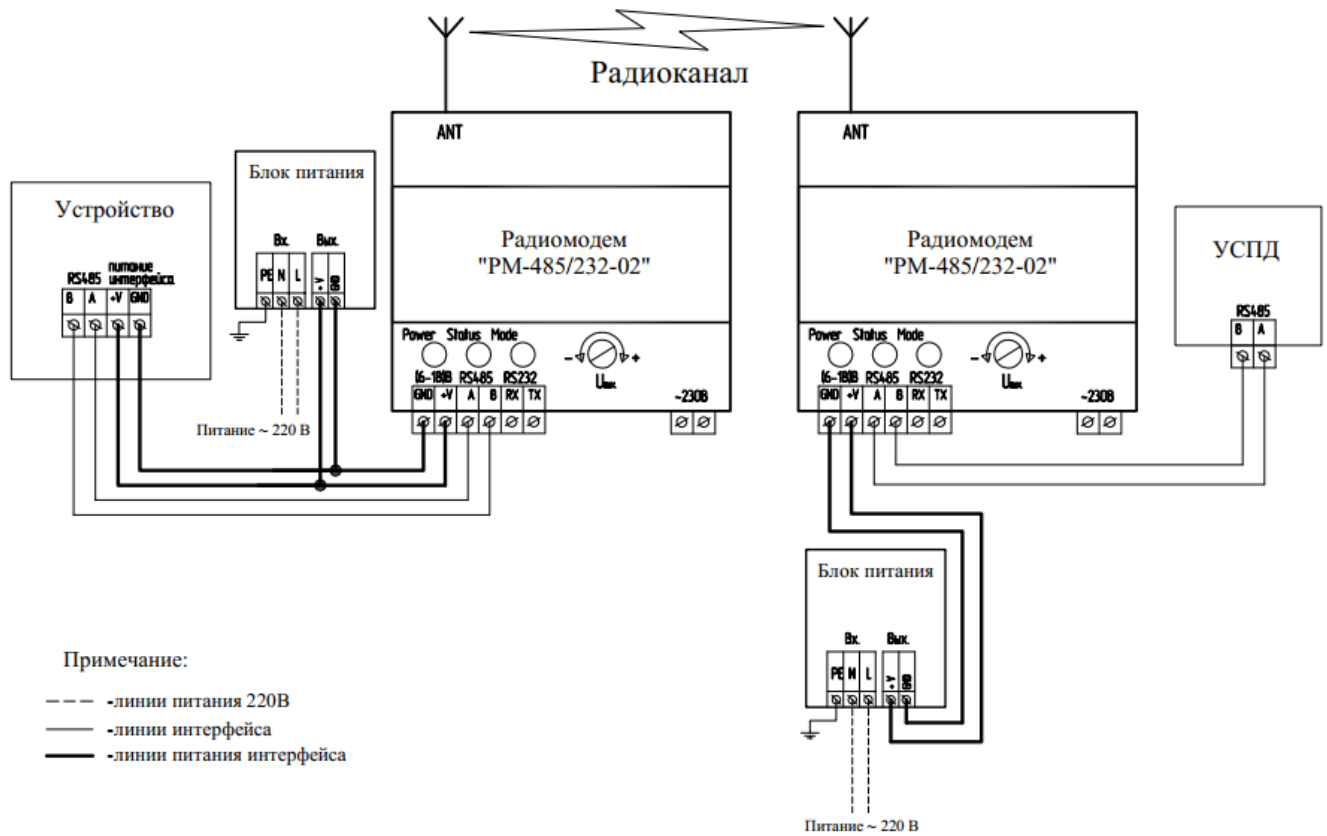 Радиоканал
ANT
ANT
Блок питания
Вх. Вых.
PE N L +V GND
Питание ~ 220 В
Устройство
питание
RS485 интерфейса
B A +V GND
Радиомодем
"РМ-485/232-02"
Power Status Mode
- +
Uвых
(6-18)В RS485 RS232
GND +V A B RX TX
~230В
Радиомодем
"РМ-485/232-02"
Power Status Mode
- +
Uвых
(6-18)В RS485 RS232
GND +V A B RX TX
~230В
УСПД
RS485
B A
Блок питания
Вх. Вых.
PE N L +V GND
Питание ~ 220 В
Примечание:
-линии питания 220В
-линии интерфейса
-линии питания интерфейса